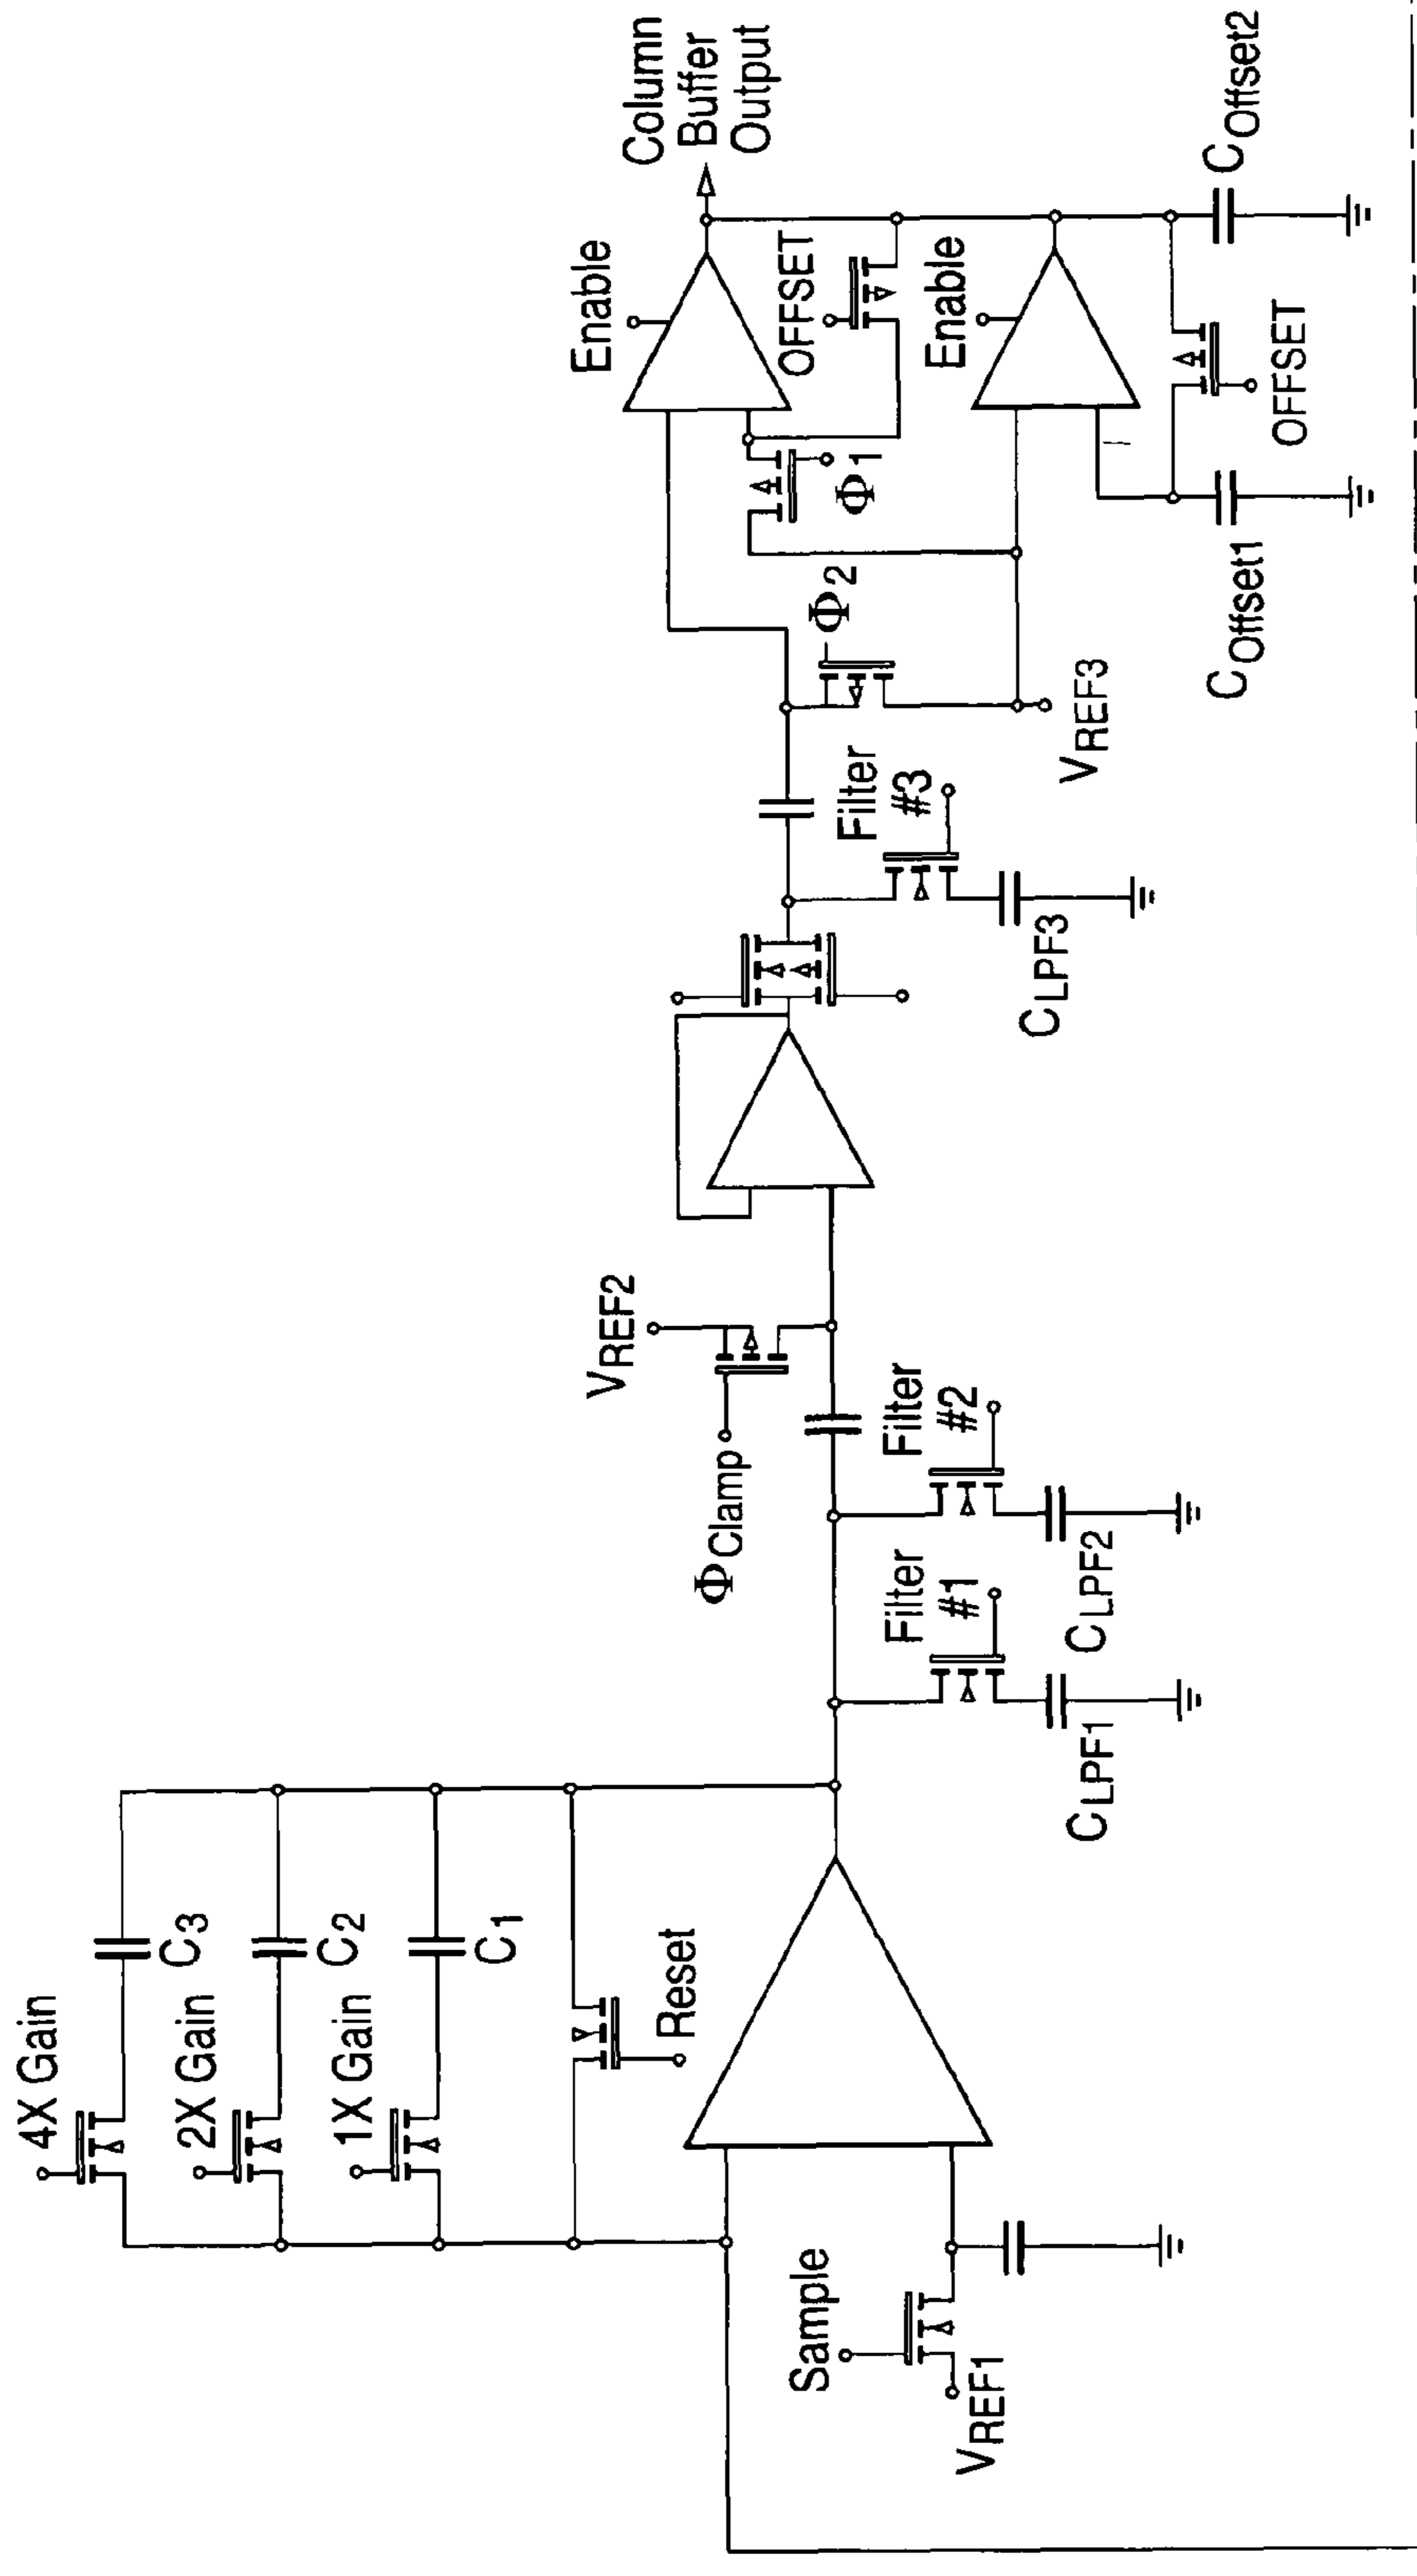 4X Gain
C3
2X Gain
C2
1X Gain
C1
Reset
Sample
VREF1
Filter
#1
CLPF1
Filter
#2
CLPF2
ΦClamp
VREF2
Filter
#3
CLPF3
Φ2
VREF3
Φ1
Enable
OFFSET
Enable
OFFSET
COffset1
COffset2
Column
Buffer
Output